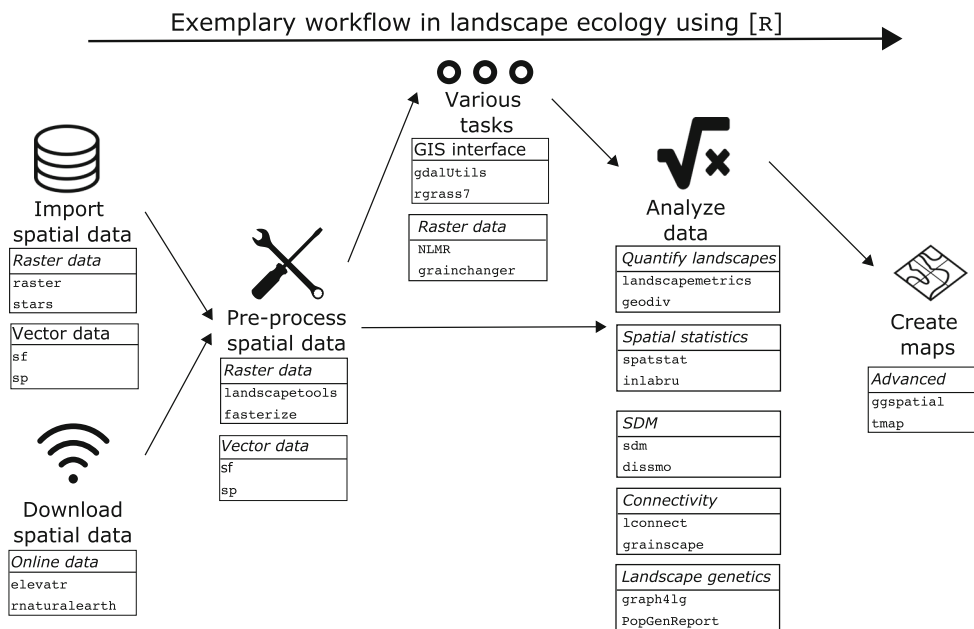 Exemplary workflow in landscape ecology using [R]
Import
spatial data
Raster data
raster
stars
Vector data
sf
sp
Download
spatial data
Online data
elevatr
rnaturalearth
Pre-process
spatial data
Raster data
landscapetools
fasterize
Vector data
sf
sp
Various
tasks
GIS interface
gdalUtils
rgrass7
Raster data
NLMR
grainchanger
Analyze
data
Quantify landscapes
landscapemetrics
geodiv
Spatial statistics
spatstat
inlabru
SDM
sdm
dissmo
Connectivity
lconnect
grainscape
Landscape genetics
graph4lg
PopGenReport
Create
maps
Advanced
ggspatial
tmap